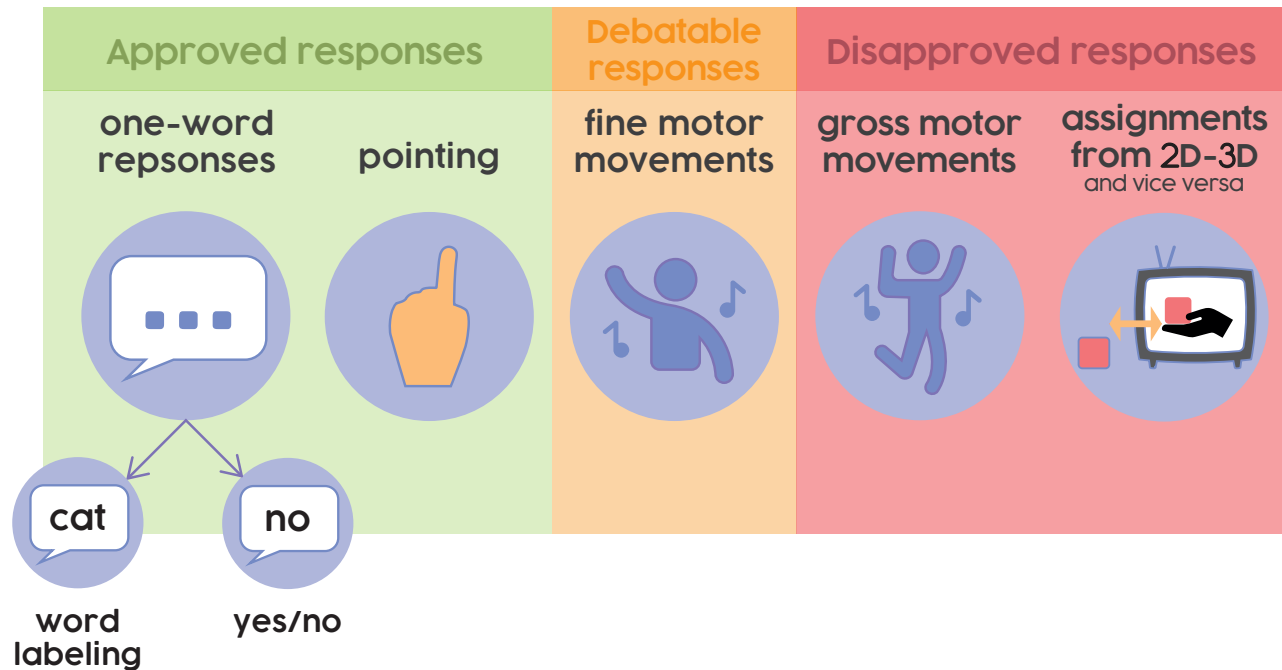 Approved responses
Debatable
responses
Disapproved responses
one-word
repsonses
pointing
fine motor
movements
gross motor
movements
assignments
from 2D-3D
and vice versa
cat
no
word
labeling
yes/no